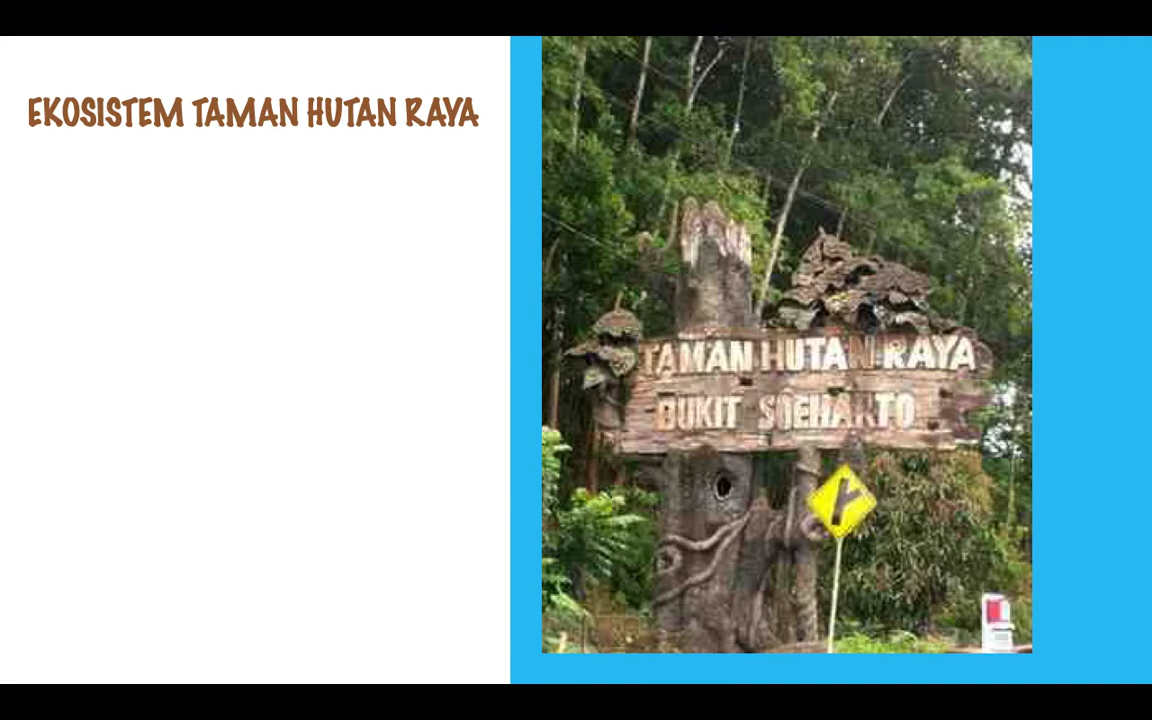 EKOSISTEM TAMAN HUTAN RAYA
TAMAN HUTAN RAYA
BUKIT SOEHARTO